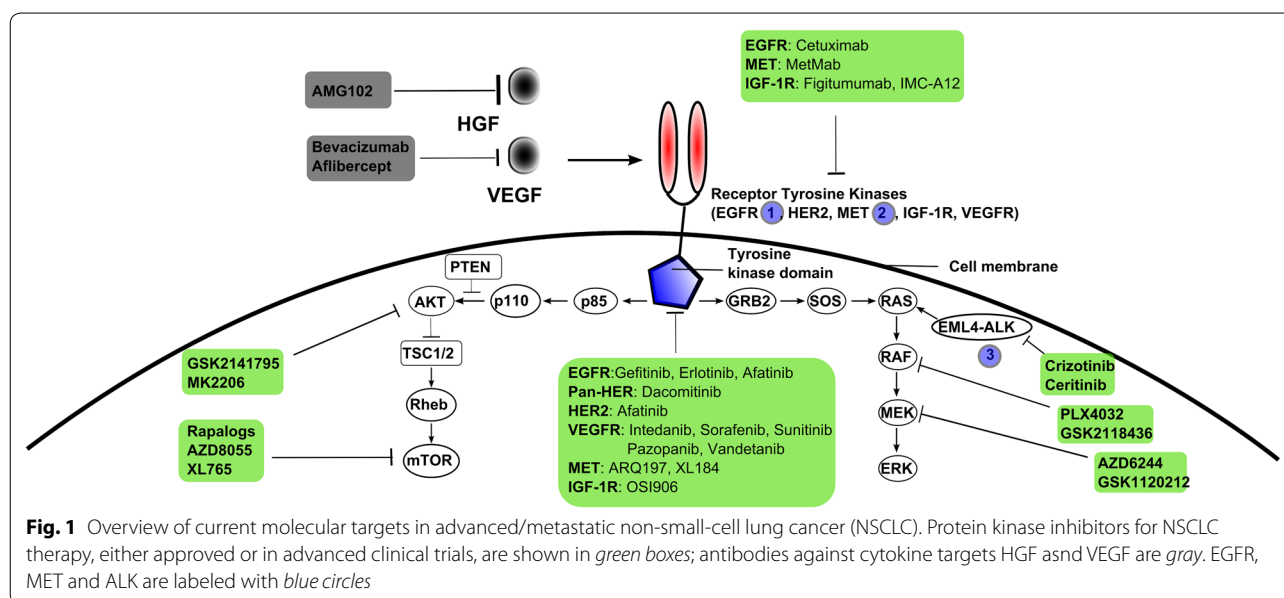 EGFR: Cetuximab
MET: MetMab
IGF-1R: Figitumumab, IMC-A12
AMG102
HGF
Bevacizumab
Aflibercept
VEGF
Receptor Tyrosine Kinases
(EGFR 1, HER2, MET 2, IGF-1R, VEGFR)
Tyrosine
kinase domain
Cell membrane
PTEN
AKT
p110
p85
GRB2
SOS
RAS
EML4-ALK
3
TSC1/2
RAF
GSK2141795
MK2206
Crizotinib
Ceritinib
Rheb
MEK
PLX4032
GSK2118436
EGFR:Gefitinib, Erlotinib, Afatinib
Pan-HER: Dacomitinib
HER2: Afatinib
VEGFR: Intedanib, Sorafenib, Sunitinib
Pazopanib, Vandetanib
MET: ARQ197, XL184
IGF-1R: OSI906
Rapalogs
AZD8055
XL765
mTOR
ERK
AZD6244
GSK1120212
Fig. 1 Overview of current molecular targets in advanced/metastatic non-small-cell lung cancer (NSCLC). Protein kinase inhibitors for NSCLC
therapy, either approved or in advanced clinical trials, are shown in green boxes; antibodies against cytokine targets HGF asnd VEGF are gray. EGFR,
MET and ALK are labeled with blue circles